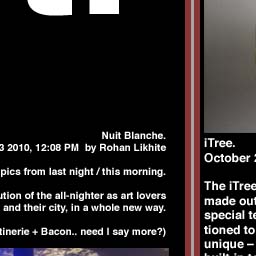 Nuit Blanche.
3 2010, 12:08 PM by Rohan Likhite
pics from last night / this morning.
ution of the all-nighter as art lovers
and their city, in a whole new way.
tinerie + Bacon.. need I say more?)
iTree.
October 2
The iTree
made out
special te
tioned to
unique –
built-in t